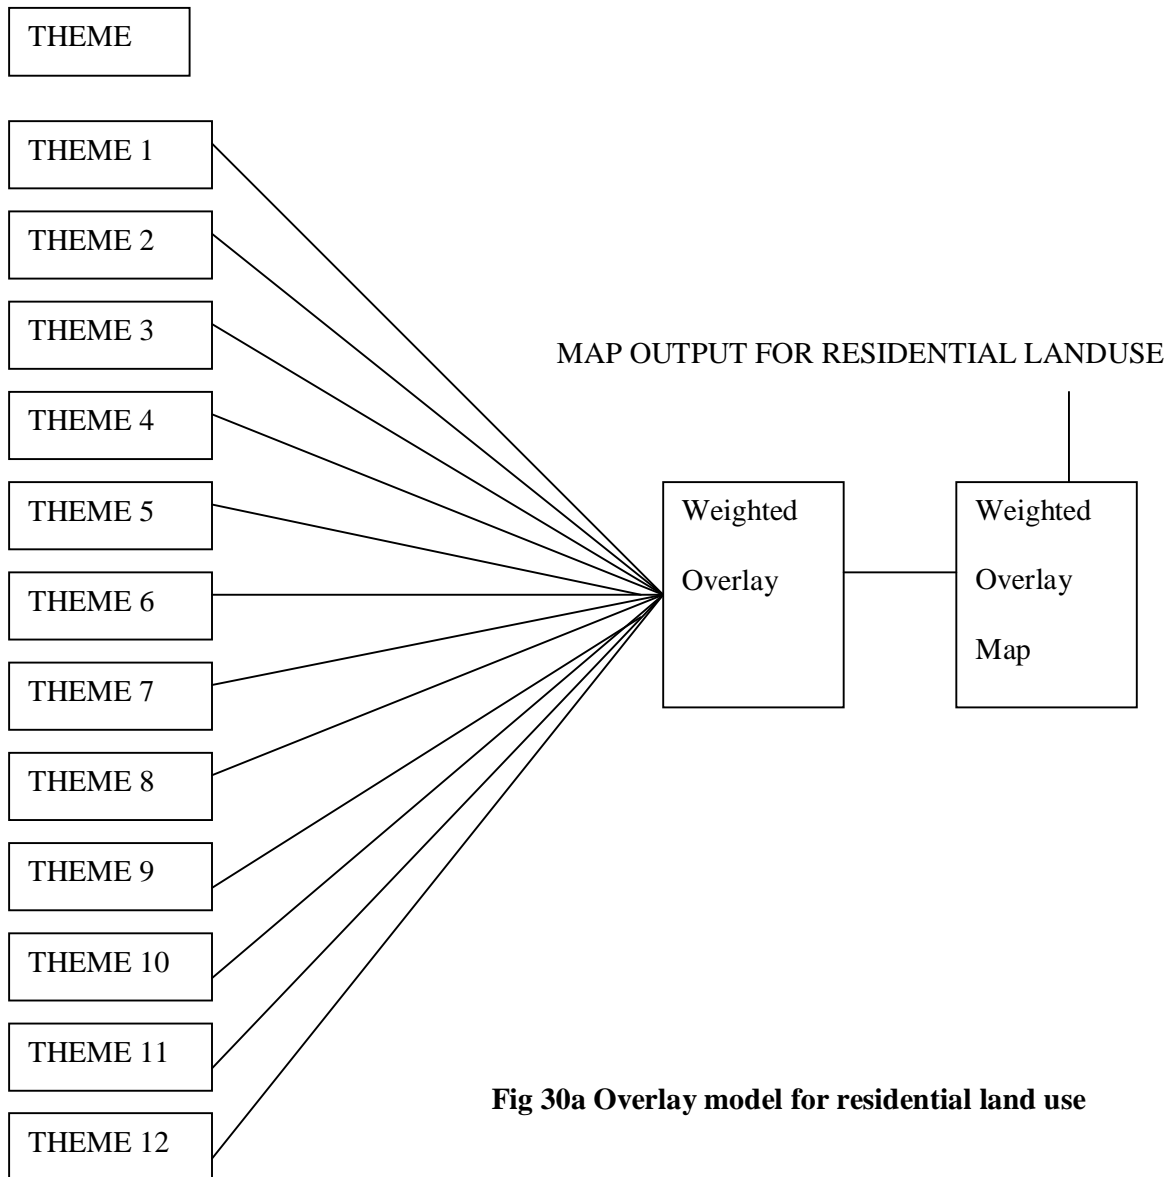 THEME
THEME 1
THEME 2
THEME 3
THEME 4
THEME 5
THEME 6
THEME 7
THEME 8
THEME 9
THEME 10
THEME 11
THEME 12
MAP OUTPUT FOR RESIDENTIAL LANDUSE
Weighted
Overlay
Weighted
Overlay
Map
Fig 30a Overlay model for residential land use